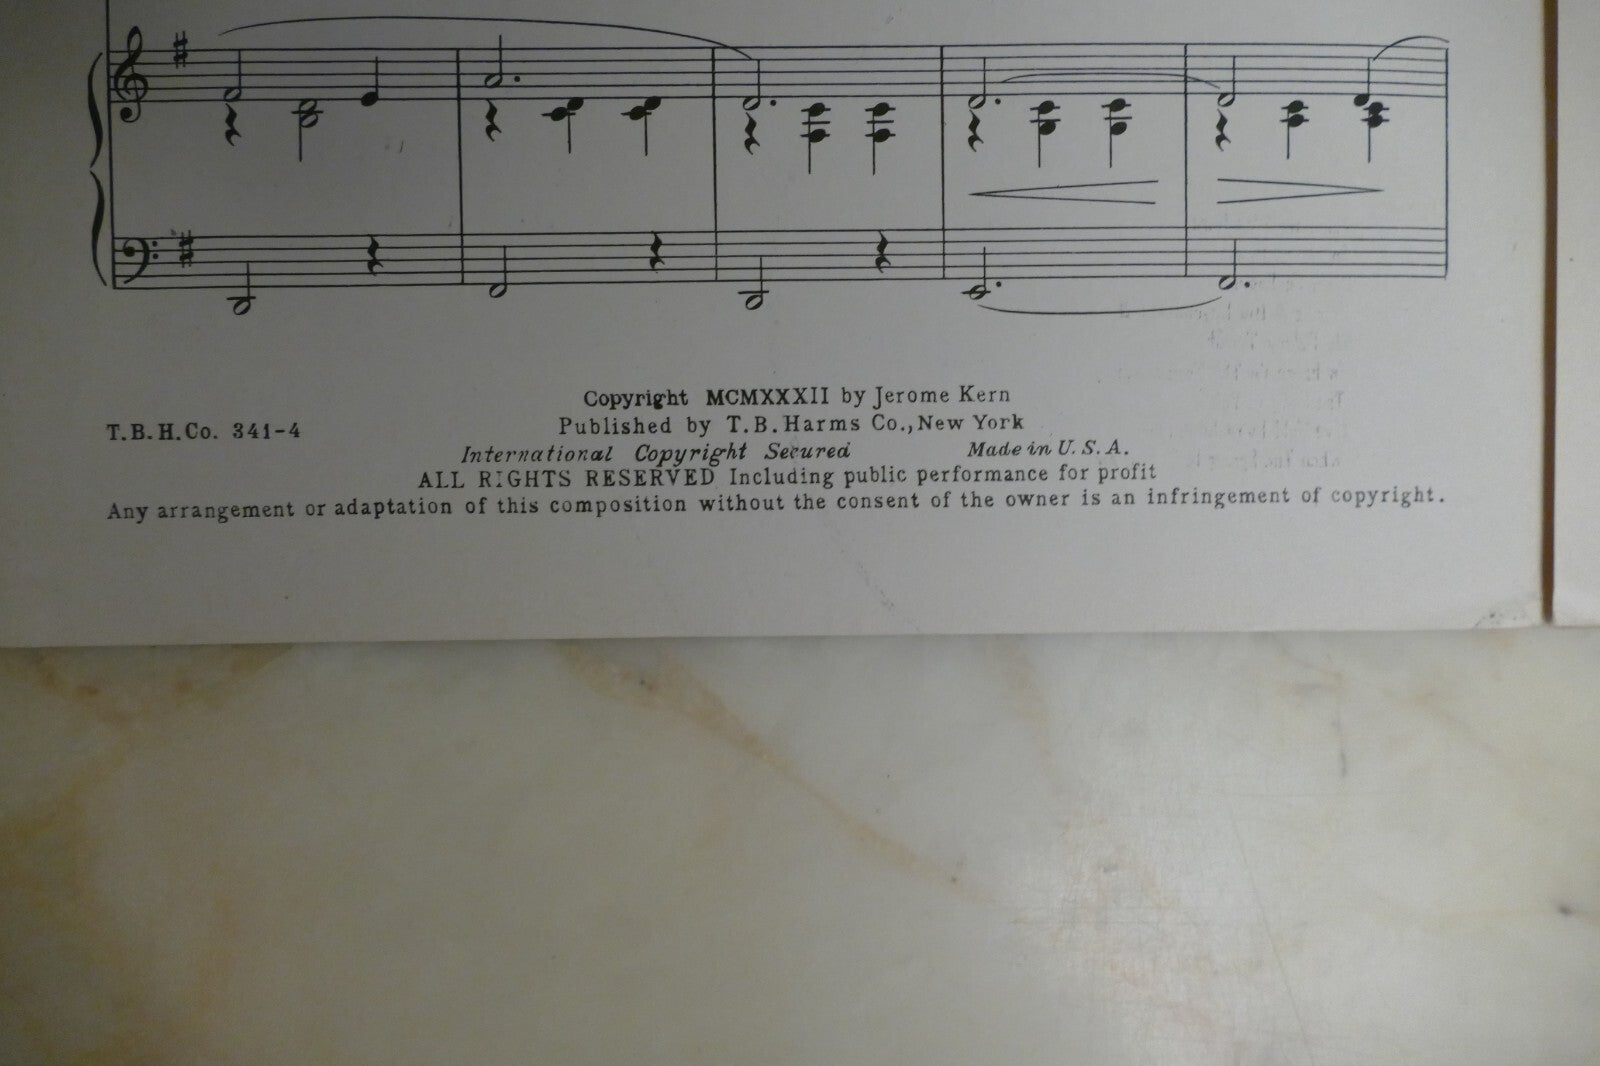 Copyright MCMXXXII by Jerome Kern
T.B.H.Co. 341-4
Published by T.B. Harms Co., New York
International Copyright Secured Made in U.S.A.
ALL RIGHTS RESERVED Including public performance for profit
Any arrangement or adaptation of this composition without the consent of the owner is an infringement of copyright.